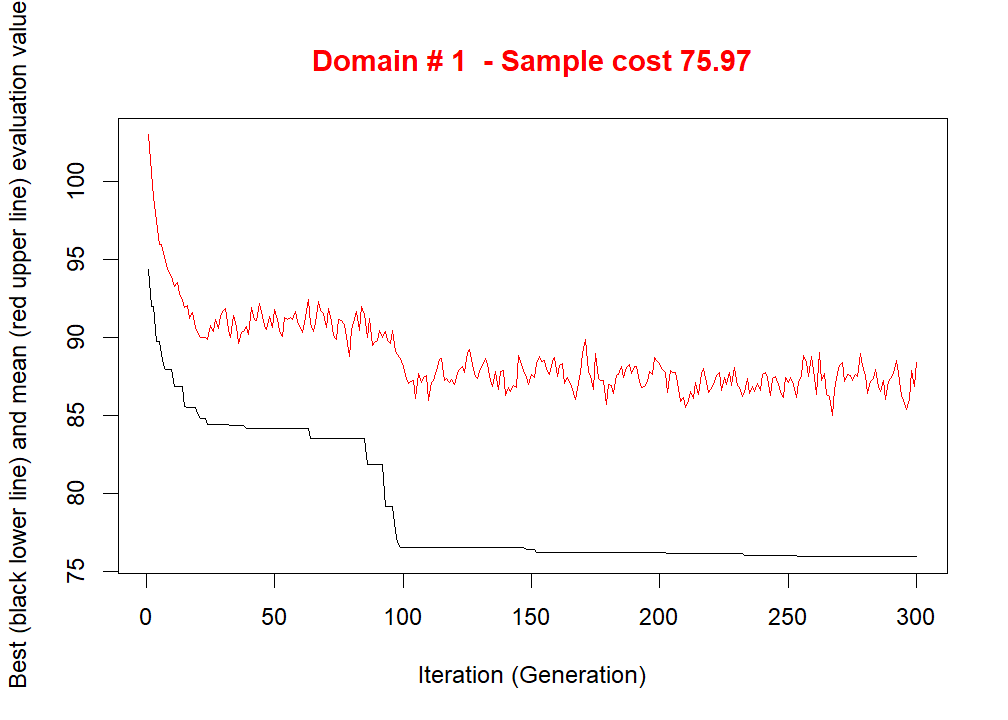 Domain # 1  - Sample cost 75.97
Best (black lower line) and mean (red upper line) evaluation value
100
95
90
85
80
75
0 50 100 150 200 250 300
Iteration (Generation)